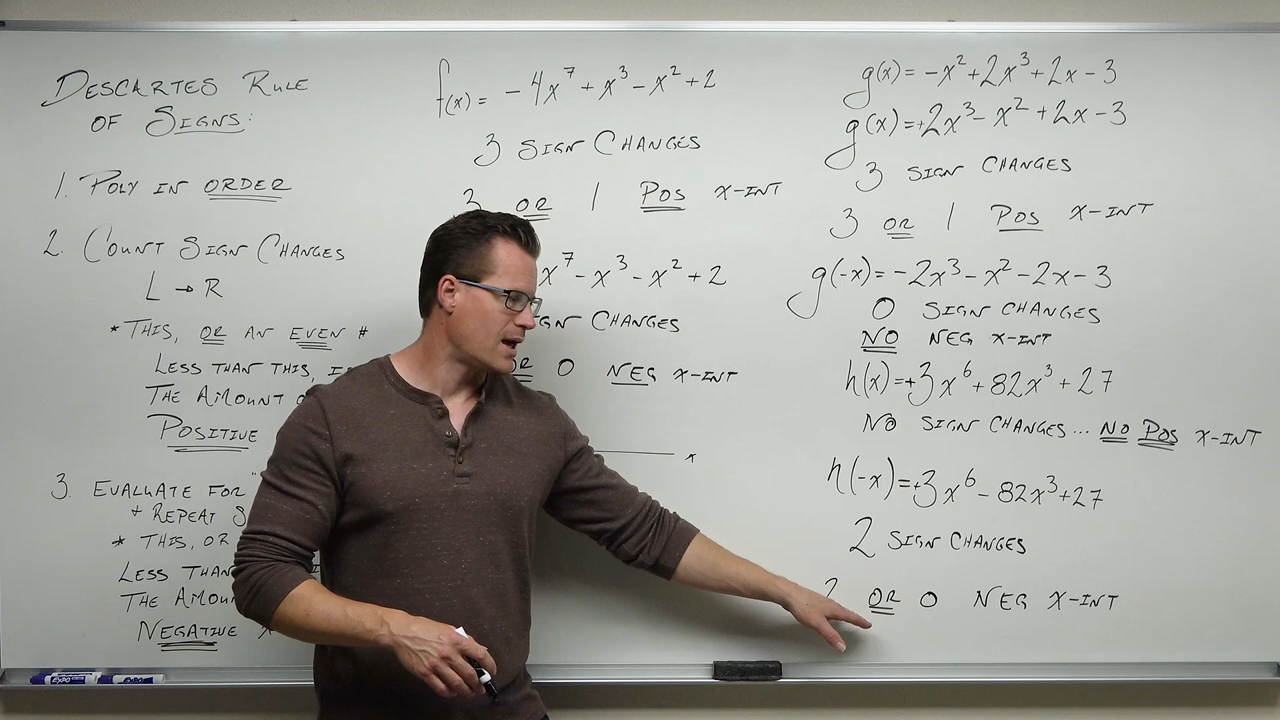 DESCARTES RULE
OF SIGNS:
1. POLY IN ORDER
2. COUNT SIGN CHANGES
L → R
* THIS, OR AN EVEN #
LESS THAN THIS,
THE AMOUNT
POSITIVE
3. EVALUATE FOR
+ REPEAT
* THIS, OR
LESS THAN
THE
NEGATIVE
f(x) = -4x⁷ + x³ - x² + 2
3 SIGN CHANGES
3 OR 1 POS X-INT
x⁷ - x³ - x² + 2
CHANGES
OR 0 NEG X-INT
x
g(x) = -x² + 2x³ + 2x - 3
g(x) = +2x³ - x² + 2x - 3
3 SIGN CHANGES
3 OR 1 POS X-INT
g(-x) = -2x³ - x² - 2x - 3
0 SIGN CHANGES
NO NEG X-INT
h(x) = +3x⁶ + 82x³ + 27
NO SIGN CHANGES... NO POS X-INT
h(-x) = +3x⁶ - 82x³ + 27
2 SIGN CHANGES
2 OR 0 NEG X-INT
EXPO
EXPO